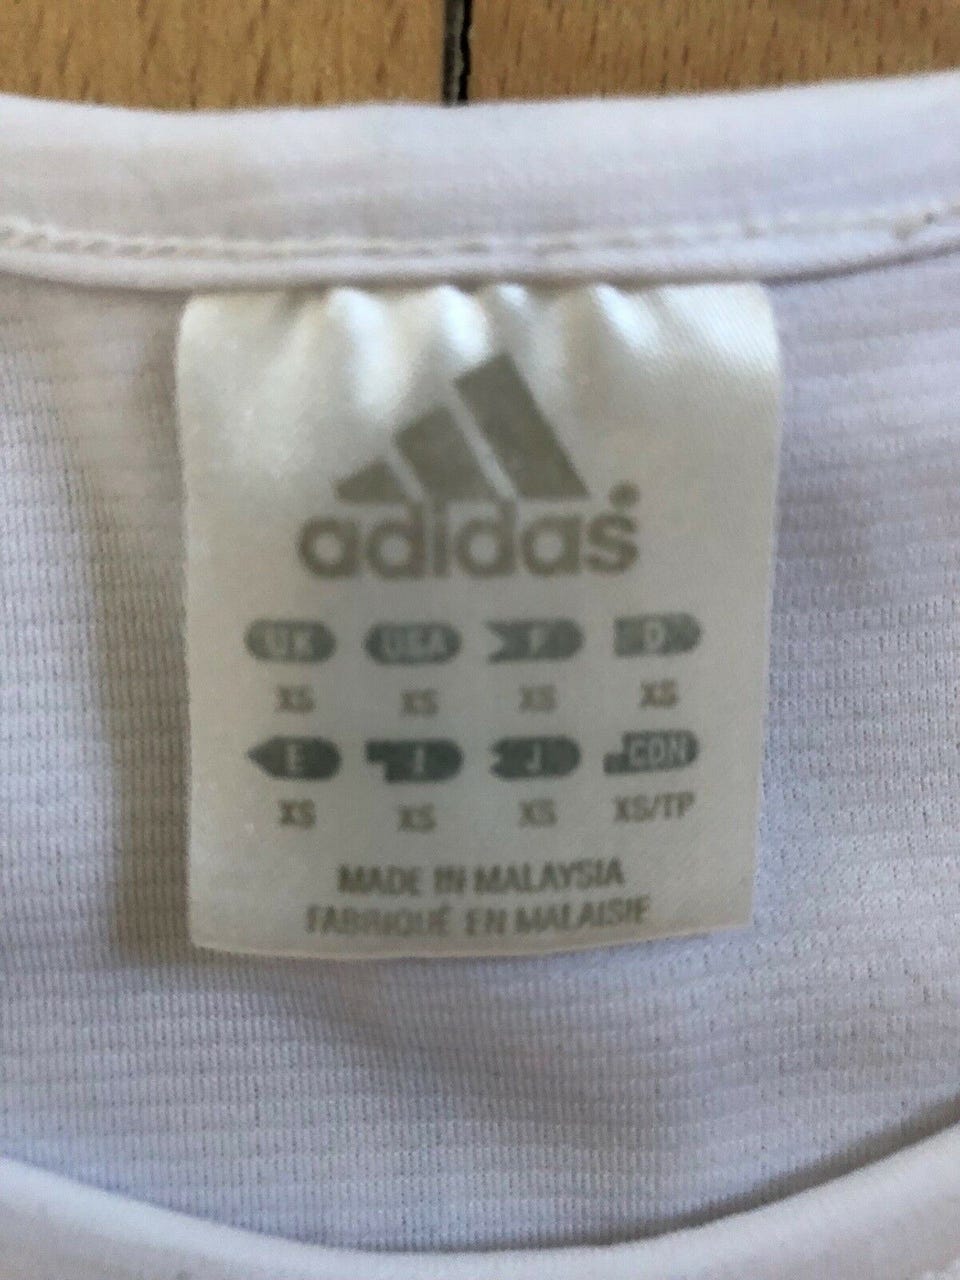 adidas®
UK USA F D
XS XS XS XS
E I J CDN
XS XS XS XS/TP
MADE IN MALAYSIA
FABRIQUÉ EN MALAISIE